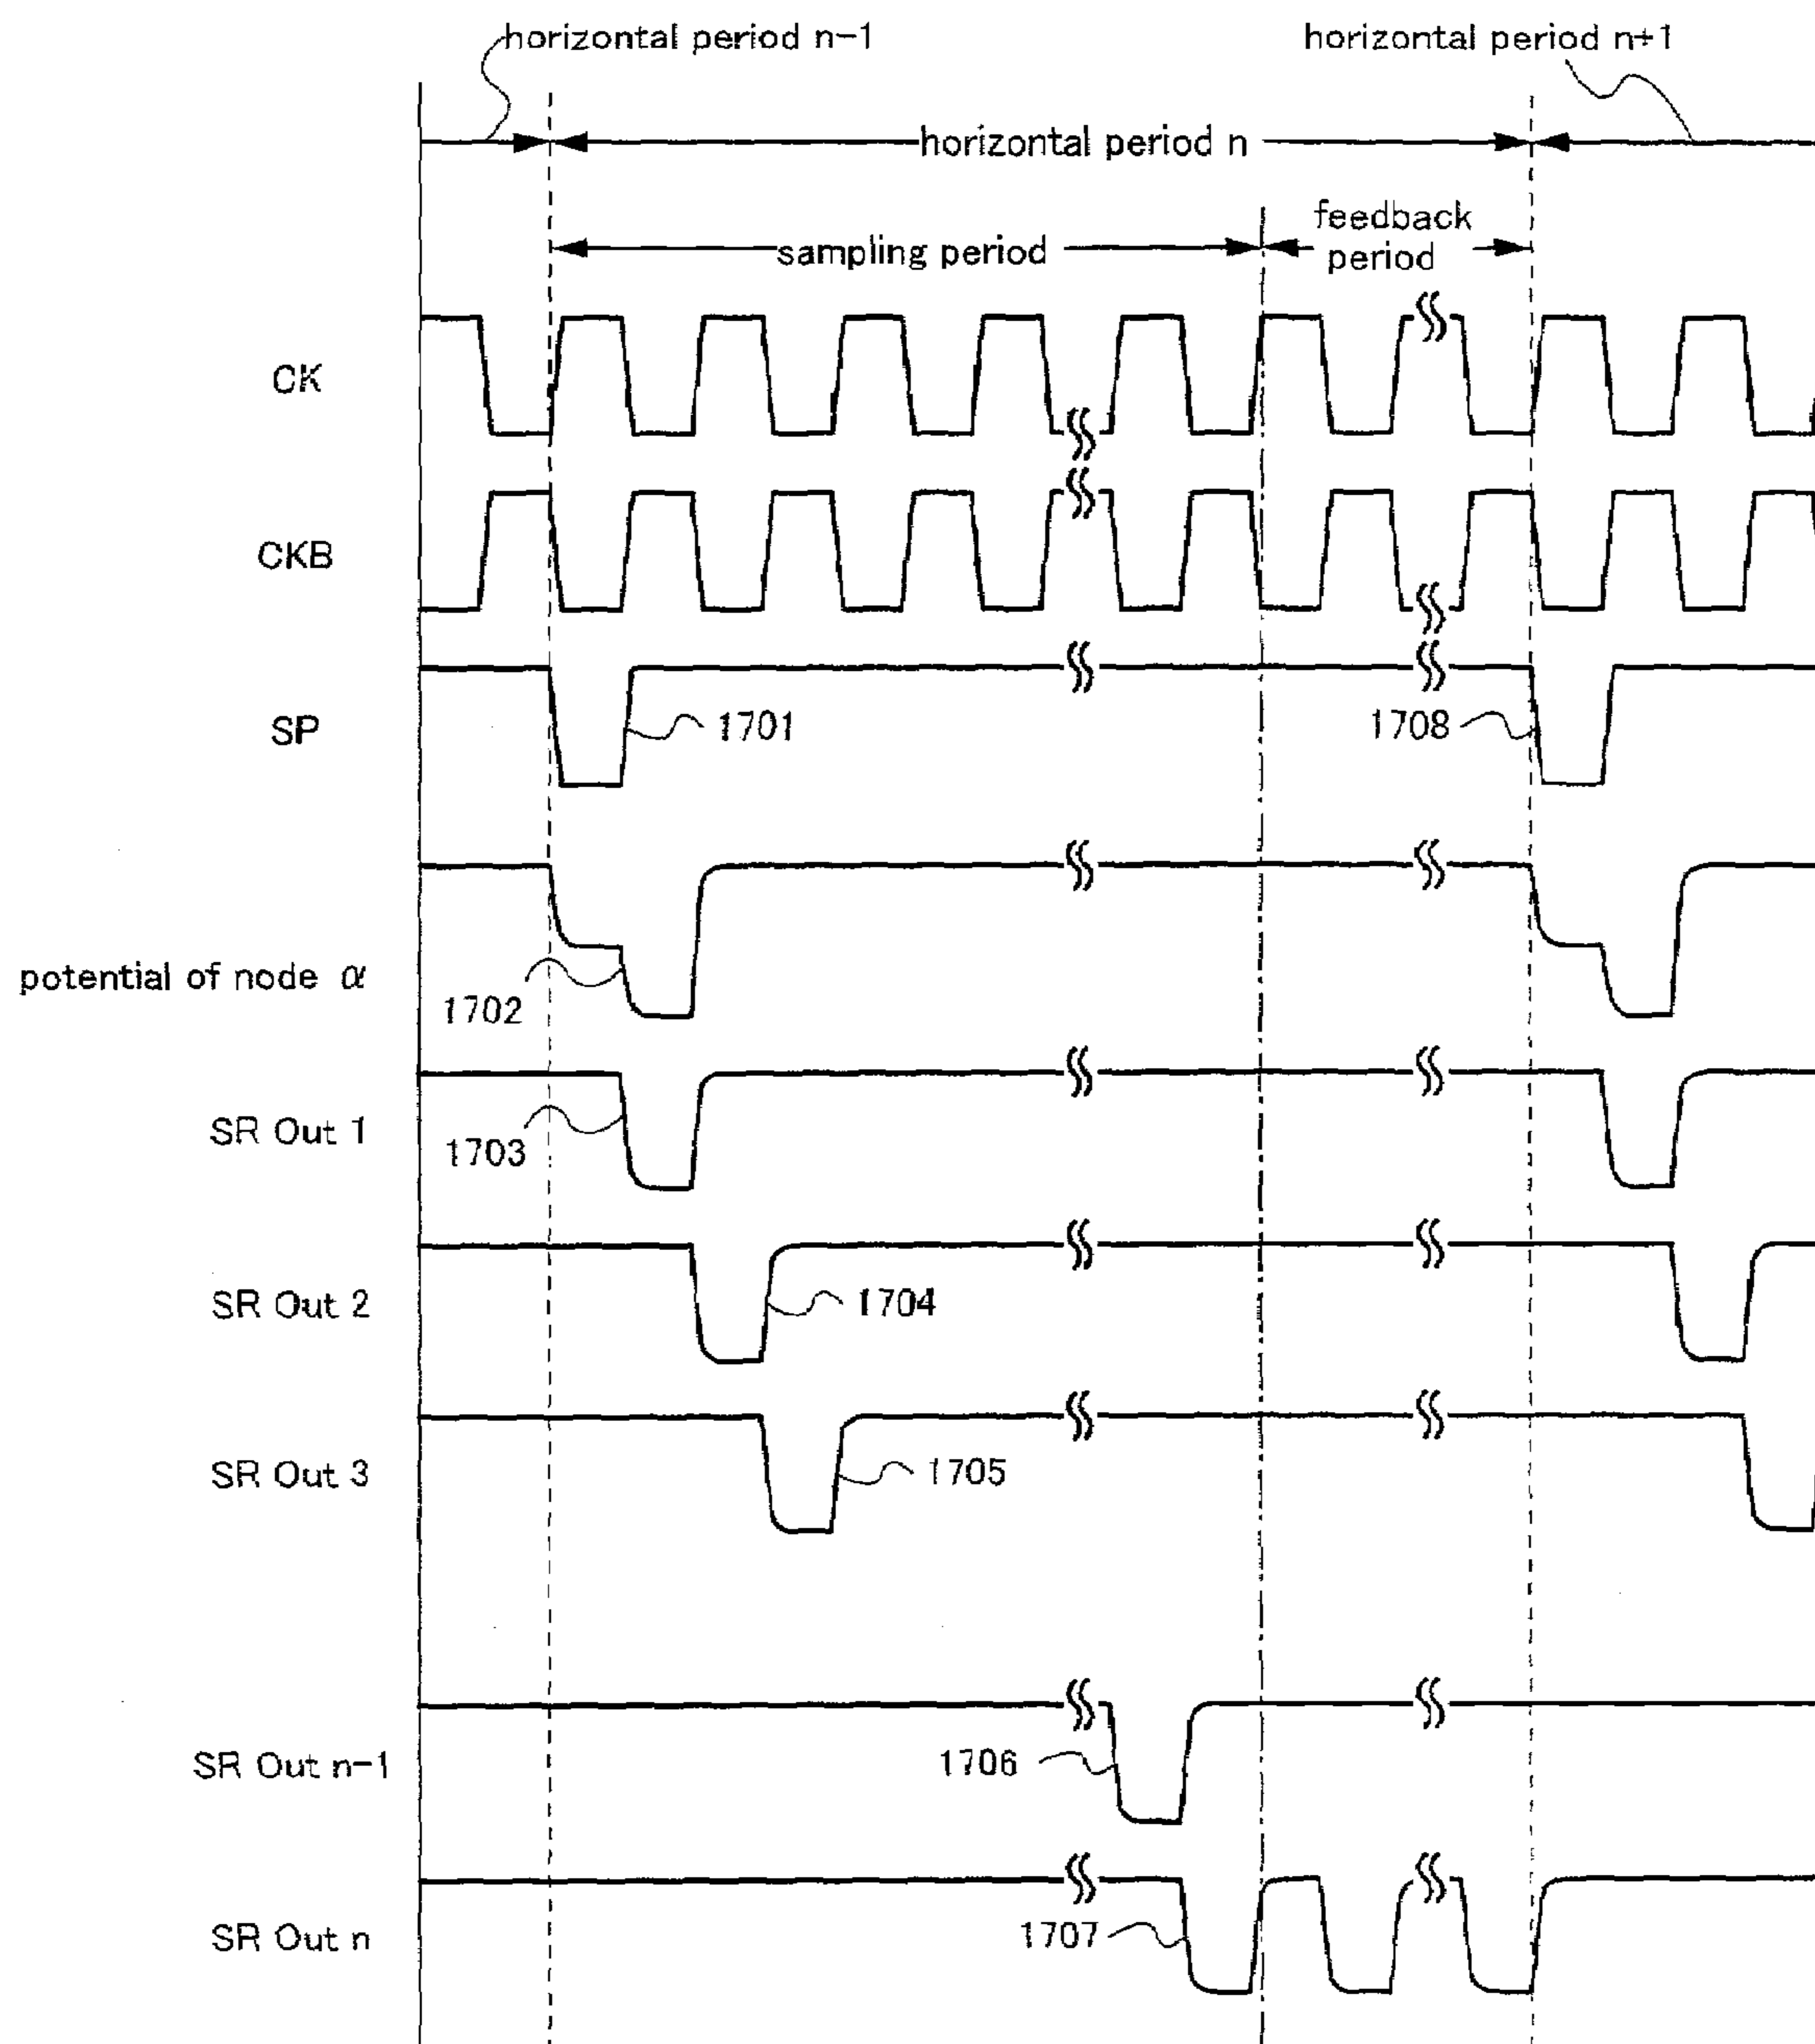 horizontal period n-1
horizontal period n+1
horizontal period n
feedback
period
sampling period
CK
CKB
SP
1701
1708
potential of node α
1702
SR Out 1
1703
SR Out 2
1704
SR Out 3
1705
SR Out n-1
1706
SR Out n
1707